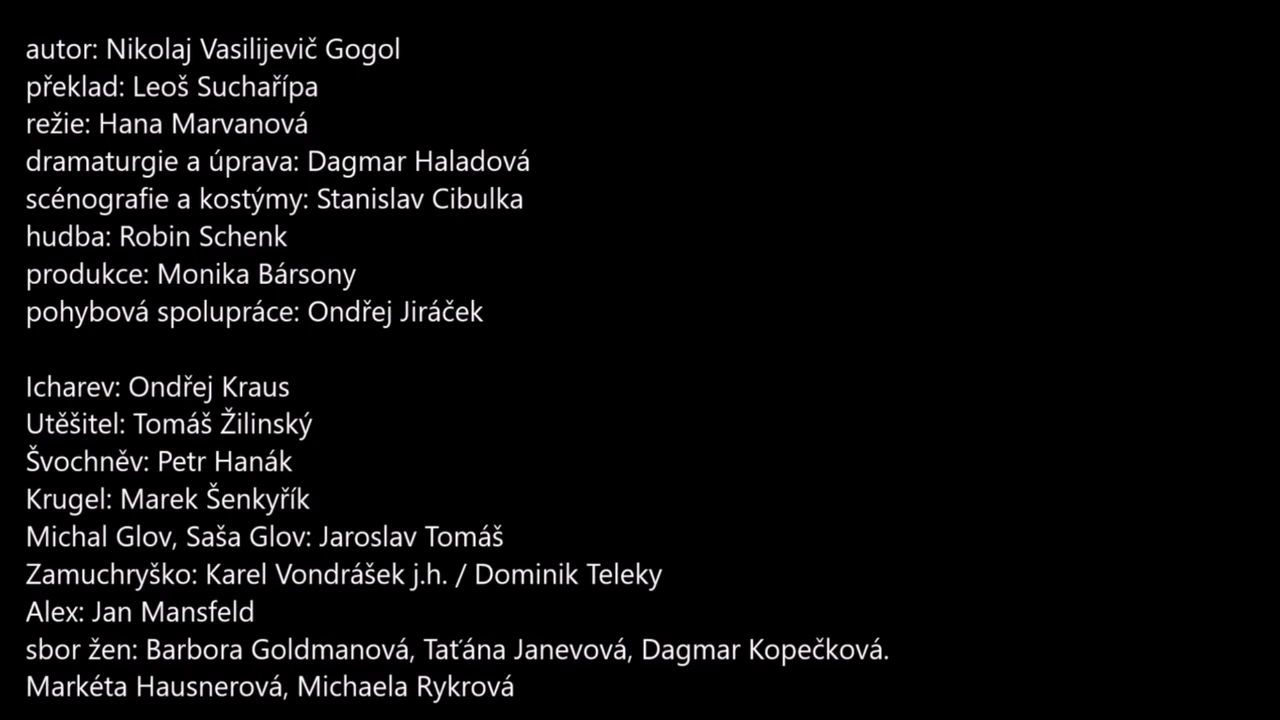 autor: Nikolaj Vasilijevič Gogol
překlad: Leoš Suchařípa
režie: Hana Marvanová
dramaturgie a úprava: Dagmar Haladová
scénografie a kostýmy: Stanislav Cibulka
hudba: Robin Schenk
produkce: Monika Bársony
pohybová spolupráce: Ondřej Jiráček
Icharev: Ondřej Kraus
Utěšitel: Tomáš Žilinský
Švochněv: Petr Hanák
Krugel: Marek Šenkyřík
Michal Glov, Saša Glov: Jaroslav Tomáš
Zamuchryško: Karel Vondrášek j.h. / Dominik Teleky
Alex: Jan Mansfeld
sbor žen: Barbora Goldmanová, Taťána Janevová, Dagmar Kopečková.
Markéta Hausnerová, Michaela Rykrová